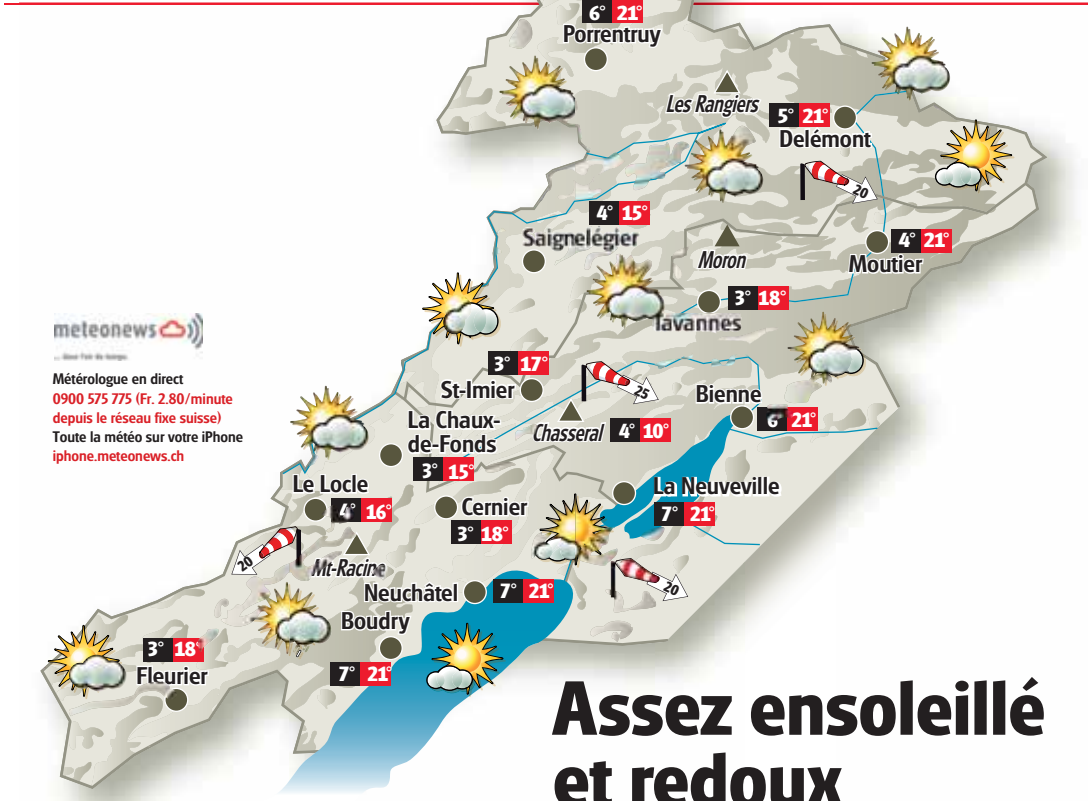 6° 21°
Porrentruy
Les Rangiers
5° 21°
Delémont
20
4° 15°
Saignelégier
Moron
4° 21°
Moutier
3° 18°
Tavannes
meteonews
Météorologue en direct
0900 575 775 (Fr. 2.80/minute
depuis le réseau fixe suisse)
Toute la météo sur votre iPhone
iphone.meteonews.ch
3° 17°
St-Imier
25
Bienne
6° 21°
Chasseral 4° 10°
La Chaux-
de-Fonds
3° 15°
Le Locle
4° 16°
Cernier
3° 18°
La Neuveville
7° 21°
20
Mt-Racine
Neuchâtel 7° 21°
20
Boudry
7° 21°
3° 18°
Fleurier
Assez ensoleillé
et redoux